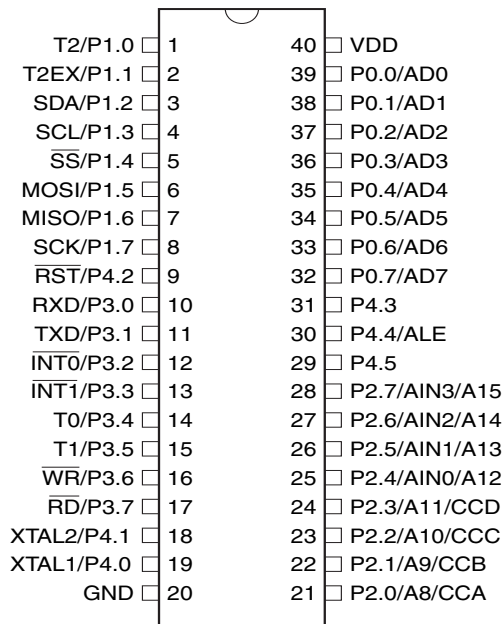 T2/P1.0 1 40 VDD
T2EX/P1.1 2 39 P0.0/AD0
SDA/P1.2 3 38 P0.1/AD1
SCL/P1.3 4 37 P0.2/AD2
S̅S̅/P1.4 5 36 P0.3/AD3
MOSI/P1.5 6 35 P0.4/AD4
MISO/P1.6 7 34 P0.5/AD5
SCK/P1.7 8 33 P0.6/AD6
R̅S̅T̅/P4.2 9 32 P0.7/AD7
RXD/P3.0 10 31 P4.3
TXD/P3.1 11 30 P4.4/ALE
I̅N̅T̅0̅/P3.2 12 29 P4.5
I̅N̅T̅1̅/P3.3 13 28 P2.7/AIN3/A15
T0/P3.4 14 27 P2.6/AIN2/A14
T1/P3.5 15 26 P2.5/AIN1/A13
W̅R̅/P3.6 16 25 P2.4/AIN0/A12
R̅D̅/P3.7 17 24 P2.3/A11/CCD
XTAL2/P4.1 18 23 P2.2/A10/CCC
XTAL1/P4.0 19 22 P2.1/A9/CCB
GND 20 21 P2.0/A8/CCA